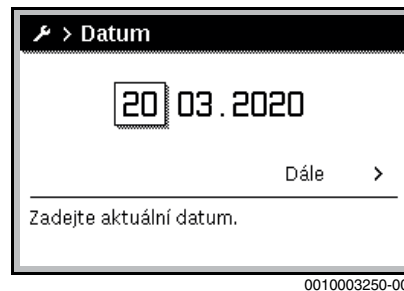 > Datum
20 03.2020
Dále >
Zadejte aktuální datum.
0010003250-00